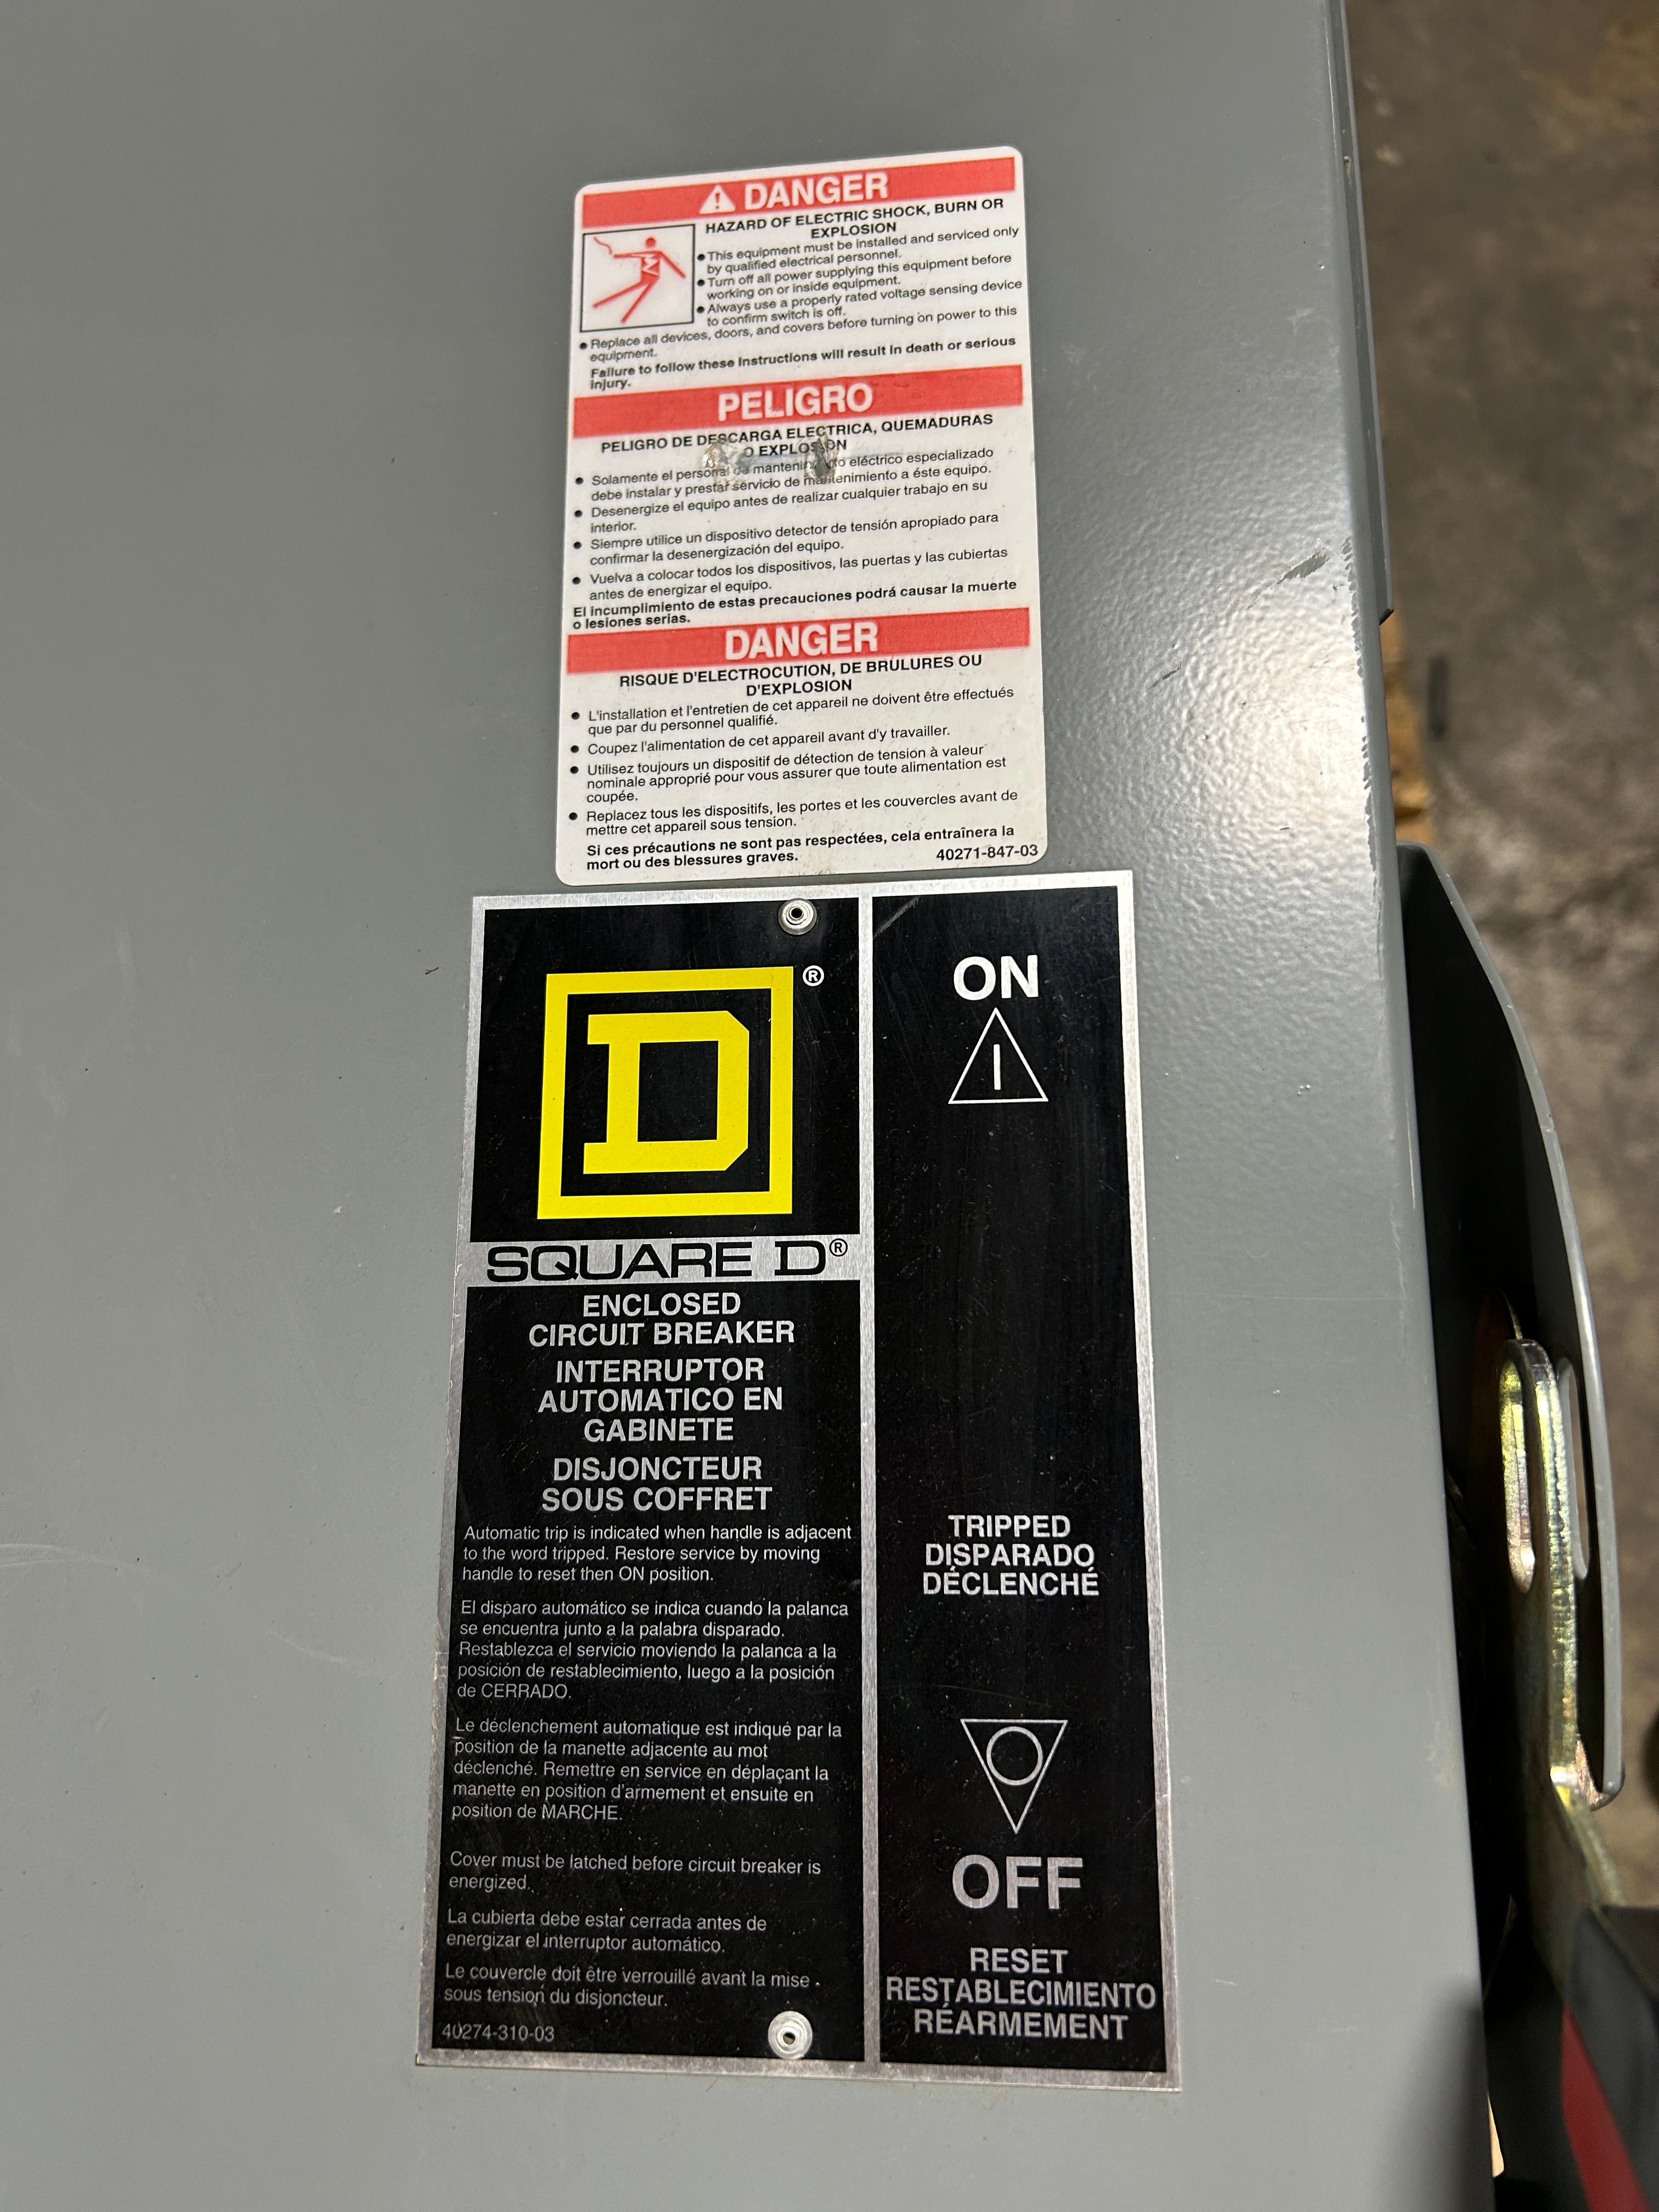 DANGER
HAZARD OF ELECTRIC SHOCK, BURN OR
EXPLOSION
● This equipment must be installed and serviced only
by qualified electrical personnel.
● Turn off all power supplying this equipment before
working on or inside equipment.
● Always use a properly rated voltage sensing device
to confirm switch is off.
● Replace all devices, doors, and covers before turning on power to this
equipment.
Failure to follow these instructions will result in death or serious
injury.
PELIGRO
PELIGRO DE DESCARGA ELECTRICA, QUEMADURAS
O EXPLOSION
● Solamente el personal de eléctrico especializado
debe instalar y prestar servicio de mantenimiento a éste equipo.
● Desenergize el equipo antes de realizar cualquier trabajo en su
interior.
● Siempre utilice un dispositivo detector de tensión apropiado para
confirmar la desenergización del equipo.
● Vuelva a colocar todos los dispositivos, las puertas y las cubiertas
antes de energizar el equipo.
El incumplimiento de estas precauciones podrá causar la muerte
o lesiones serias.
DANGER
RISQUE D'ELECTROCUTION, DE BRÛLURES OU
D'EXPLOSION
● L'installation et l'entretien de cet appareil ne doivent être effectués
que par du personnel qualifié.
● Coupez l'alimentation de cet appareil avant d'y travailler.
● Utilisez toujours un dispositif de détection de tension à valeur
nominale approprié pour vous assurer que toute alimentation est
coupée.
● Replacez tous les dispositifs, les portes et les couvercles avant de
mettre cet appareil sous tension.
Si ces précautions ne sont pas respectées, cela entraînera la
mort ou des blessures graves.
40271-847-03
D®
SQUARE D®
ENCLOSED
CIRCUIT BREAKER
INTERRUPTOR
AUTOMATICO EN
GABINETE
DISJONCTEUR
SOUS COFFRET
Automatic trip is indicated when handle is adjacent
to the word tripped. Restore service by moving
handle to reset then ON position.
El disparo automático se indica cuando la palanca
se encuentra junto a la palabra disparado.
Restablezca el servicio moviendo la palanca a la
posición de restablecimiento, luego a la posición
de CERRADO.
Le déclenchement automatique est indiqué par la
position de la manette adjacente au mot
déclenché. Remettre en service en déplaçant la
manette en position d'armement et ensuite en
position de MARCHE.
Cover must be latched before circuit breaker is
energized.
La cubierta debe estar cerrada antes de
energizar el interruptor automático.
Le couvercle doit être verrouillé avant la mise
sous tension du disjoncteur.
40274-310-03
ON
I
TRIPPED
DISPARADO
DÉCLENCHÉ
O
OFF
RESET
RESTABLECIMIENTO
RÉARMEMENT